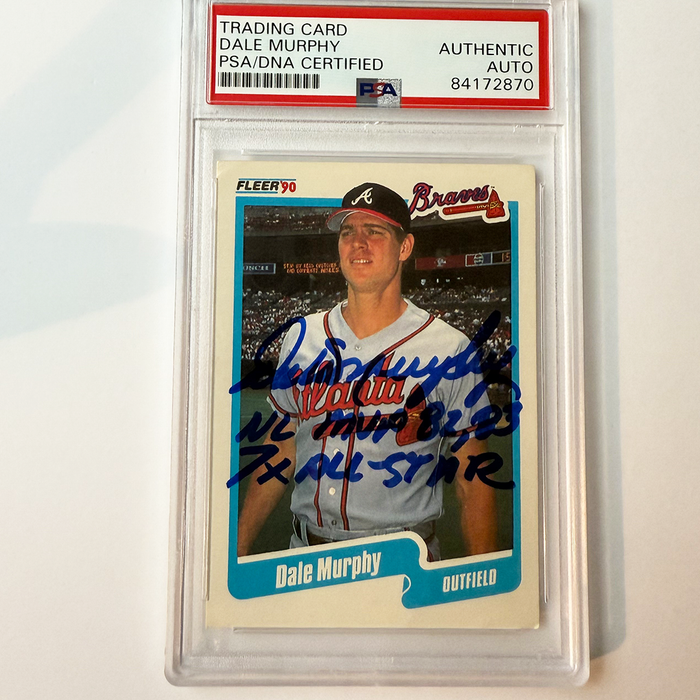 TRADING CARD
DALE MURPHY
PSA/DNA CERTIFIED
AUTHENTIC
AUTO
84172870
PSA
FLEER '90
Braves
A
Dale Murphy
Atlanta
NL MVP 82, 83
7x ALL-STAR
Dale Murphy
OUTFIELD